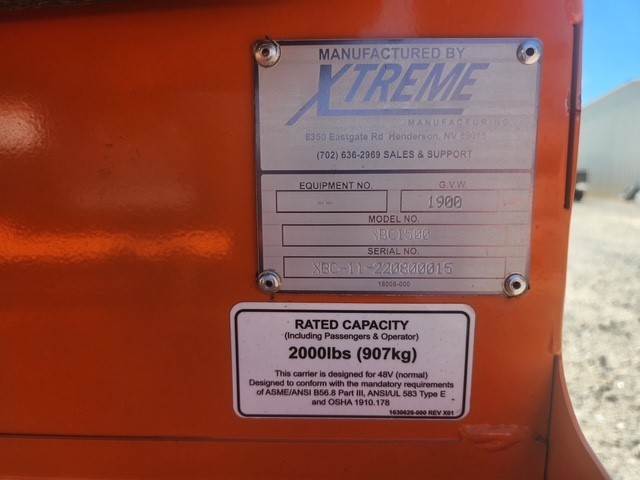 MANUFACTURED BY
XTREME
MANUFACTURING
8350 Eastgate Rd Henderson, NV 89015
(702) 636-2969 SALES & SUPPORT
EQUIPMENT NO. G.V.W.
-- 1900
MODEL NO.
XBC1500
SERIAL NO.
XBC-11-220800015
16009-000
RATED CAPACITY
(Including Passengers & Operator)
2000lbs (907kg)
This carrier is designed for 48V (normal)
Designed to conform with the mandatory requirements
of ASME/ANSI B56.8 Part III, ANSI/UL 583 Type E
and OSHA 1910.178
1630626-000 REV X01